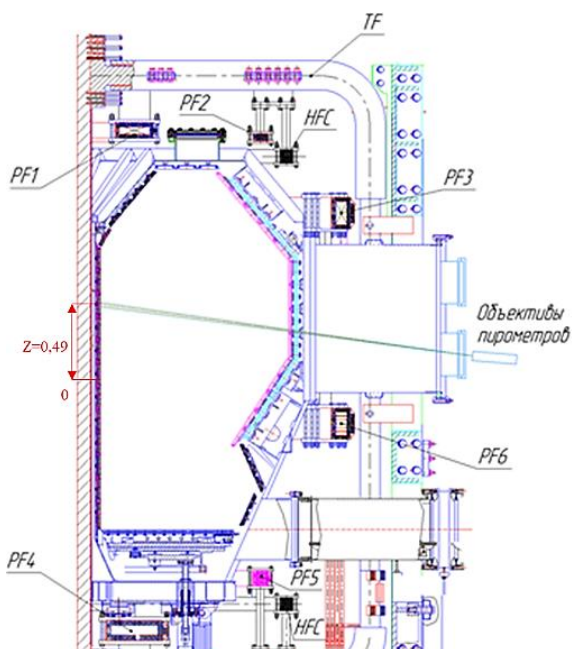 TF
PF2
HFC
PF1
PF3
Объективы
пирометров
Z=0,49
0
PF6
PF4
PF5
HFC